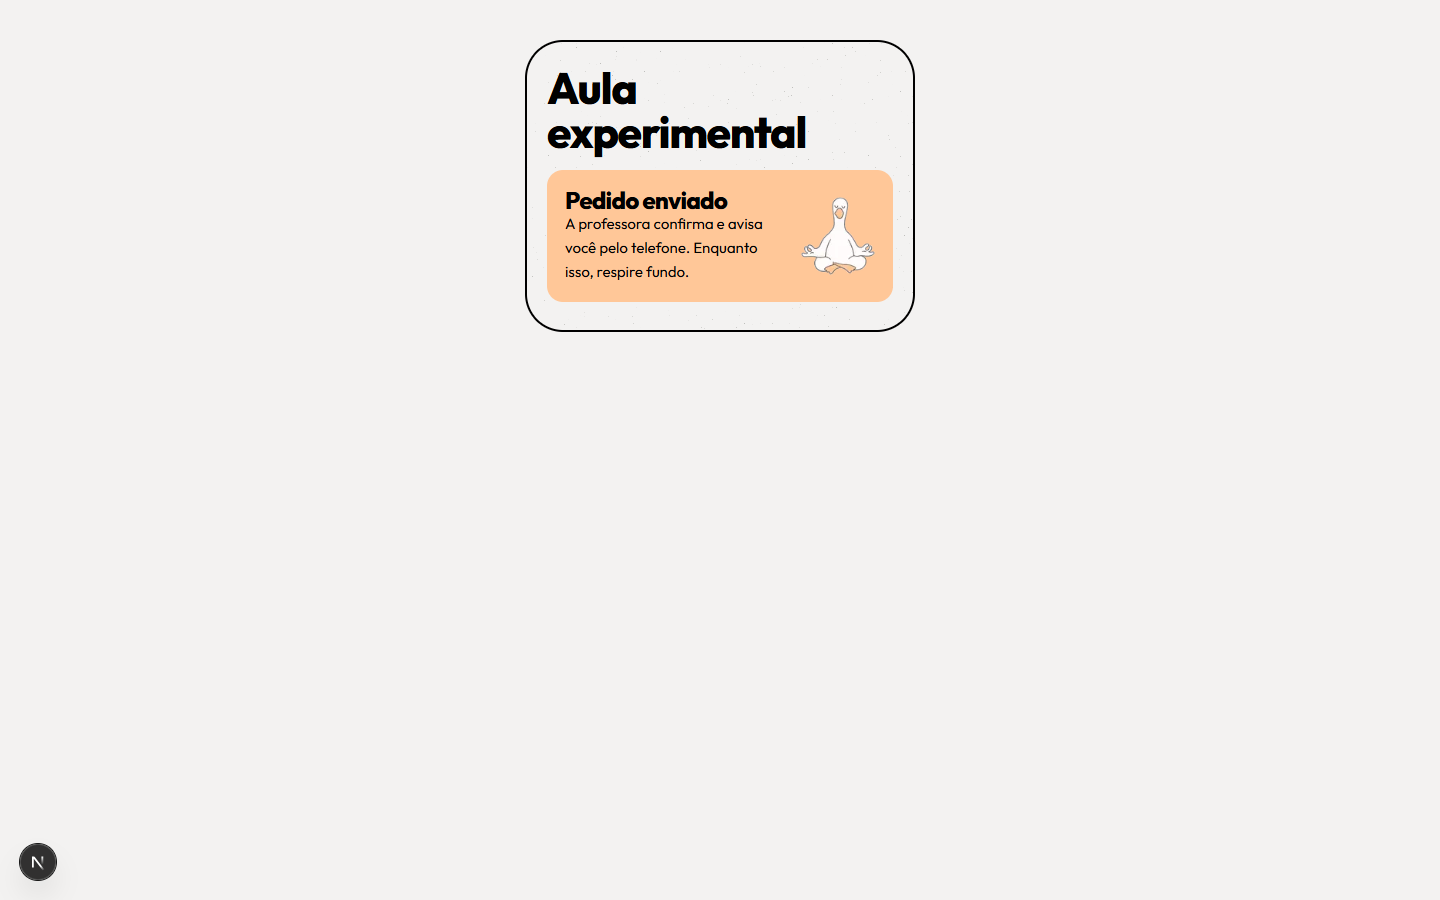 Aula
experimental
Pedido enviado
A professora confirma e avisa
você pelo telefone. Enquanto
isso, respire fundo.
N